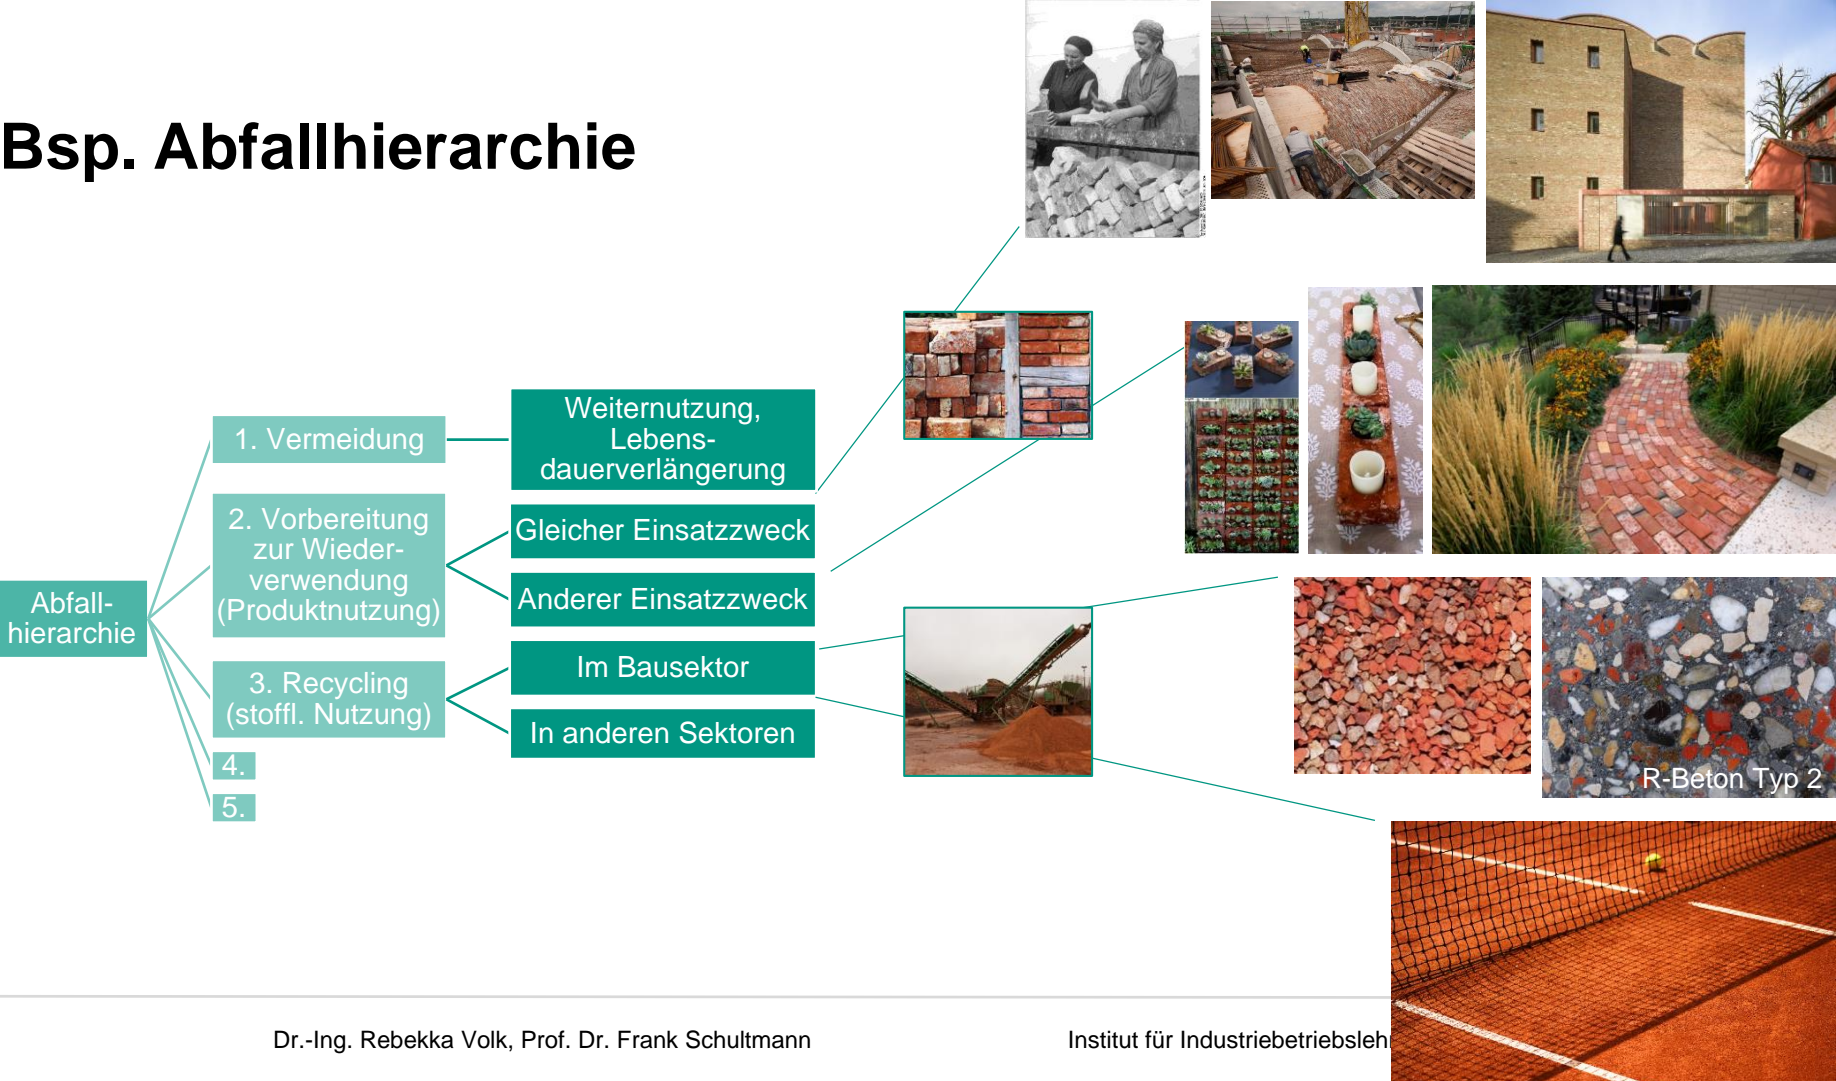 Bsp. Abfallhierarchie
Abfall-
hierarchie
1. Vermeidung
2. Vorbereitung
zur Wieder-
verwendung
(Produktnutzung)
3. Recycling
(stoffl. Nutzung)
4.
5.
Weiternutzung,
Lebens-
dauerverlängerung
Gleicher Einsatzzweck
Anderer Einsatzzweck
Im Bausektor
In anderen Sektoren
R-Beton Typ 2
Dr.-Ing. Rebekka Volk, Prof. Dr. Frank Schultmann
Institut für